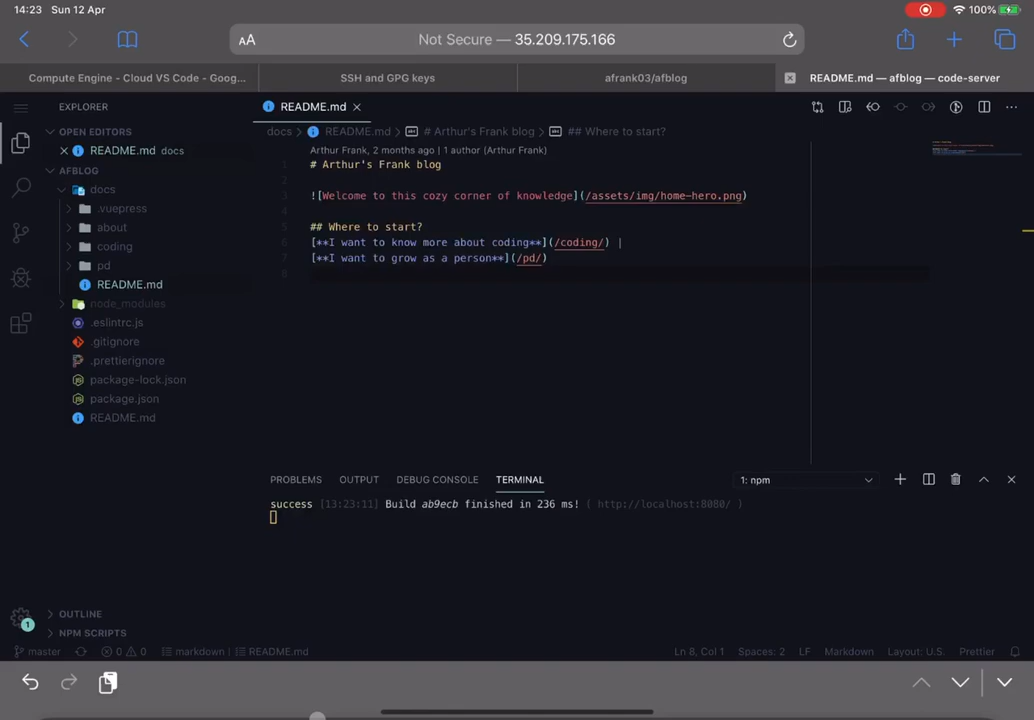 14:23 Sun 12 Apr 100%
AA Not Secure — 35.209.175.166
Compute Engine - Cloud VS Code - Goog... SSH and GPG keys afrank03/afblog README.md — afblog — code-server
EXPLORER
README.md
OPEN EDITORS
docs README.md # Arthur's Frank blog ## Where to start?
README.md docs
AFBLOG
docs
.vuepress
about
coding
pd
README.md
node_modules
.eslintrc.js
.gitignore
.prettierignore
package-lock.json
package.json
README.md
Arthur Frank, 2 months ago | 1 author (Arthur Frank)
1 # Arthur's Frank blog
2
3 ![Welcome to this cozy corner of knowledge](/assets/img/home-hero.png)
4
5 ## Where to start?
6 [**I want to know more about coding**](/coding/) |
7 [**I want to grow as a person**](/pd/)
8
PROBLEMS OUTPUT DEBUG CONSOLE TERMINAL 1: npm
success [13:23:11] Build ab9ecb finished in 236 ms! ( http://localhost:8080/ )
OUTLINE
NPM SCRIPTS
1
master 0 0 markdown | README.md Ln 8, Col 1 Spaces: 2 LF Markdown Layout: U.S. Prettier